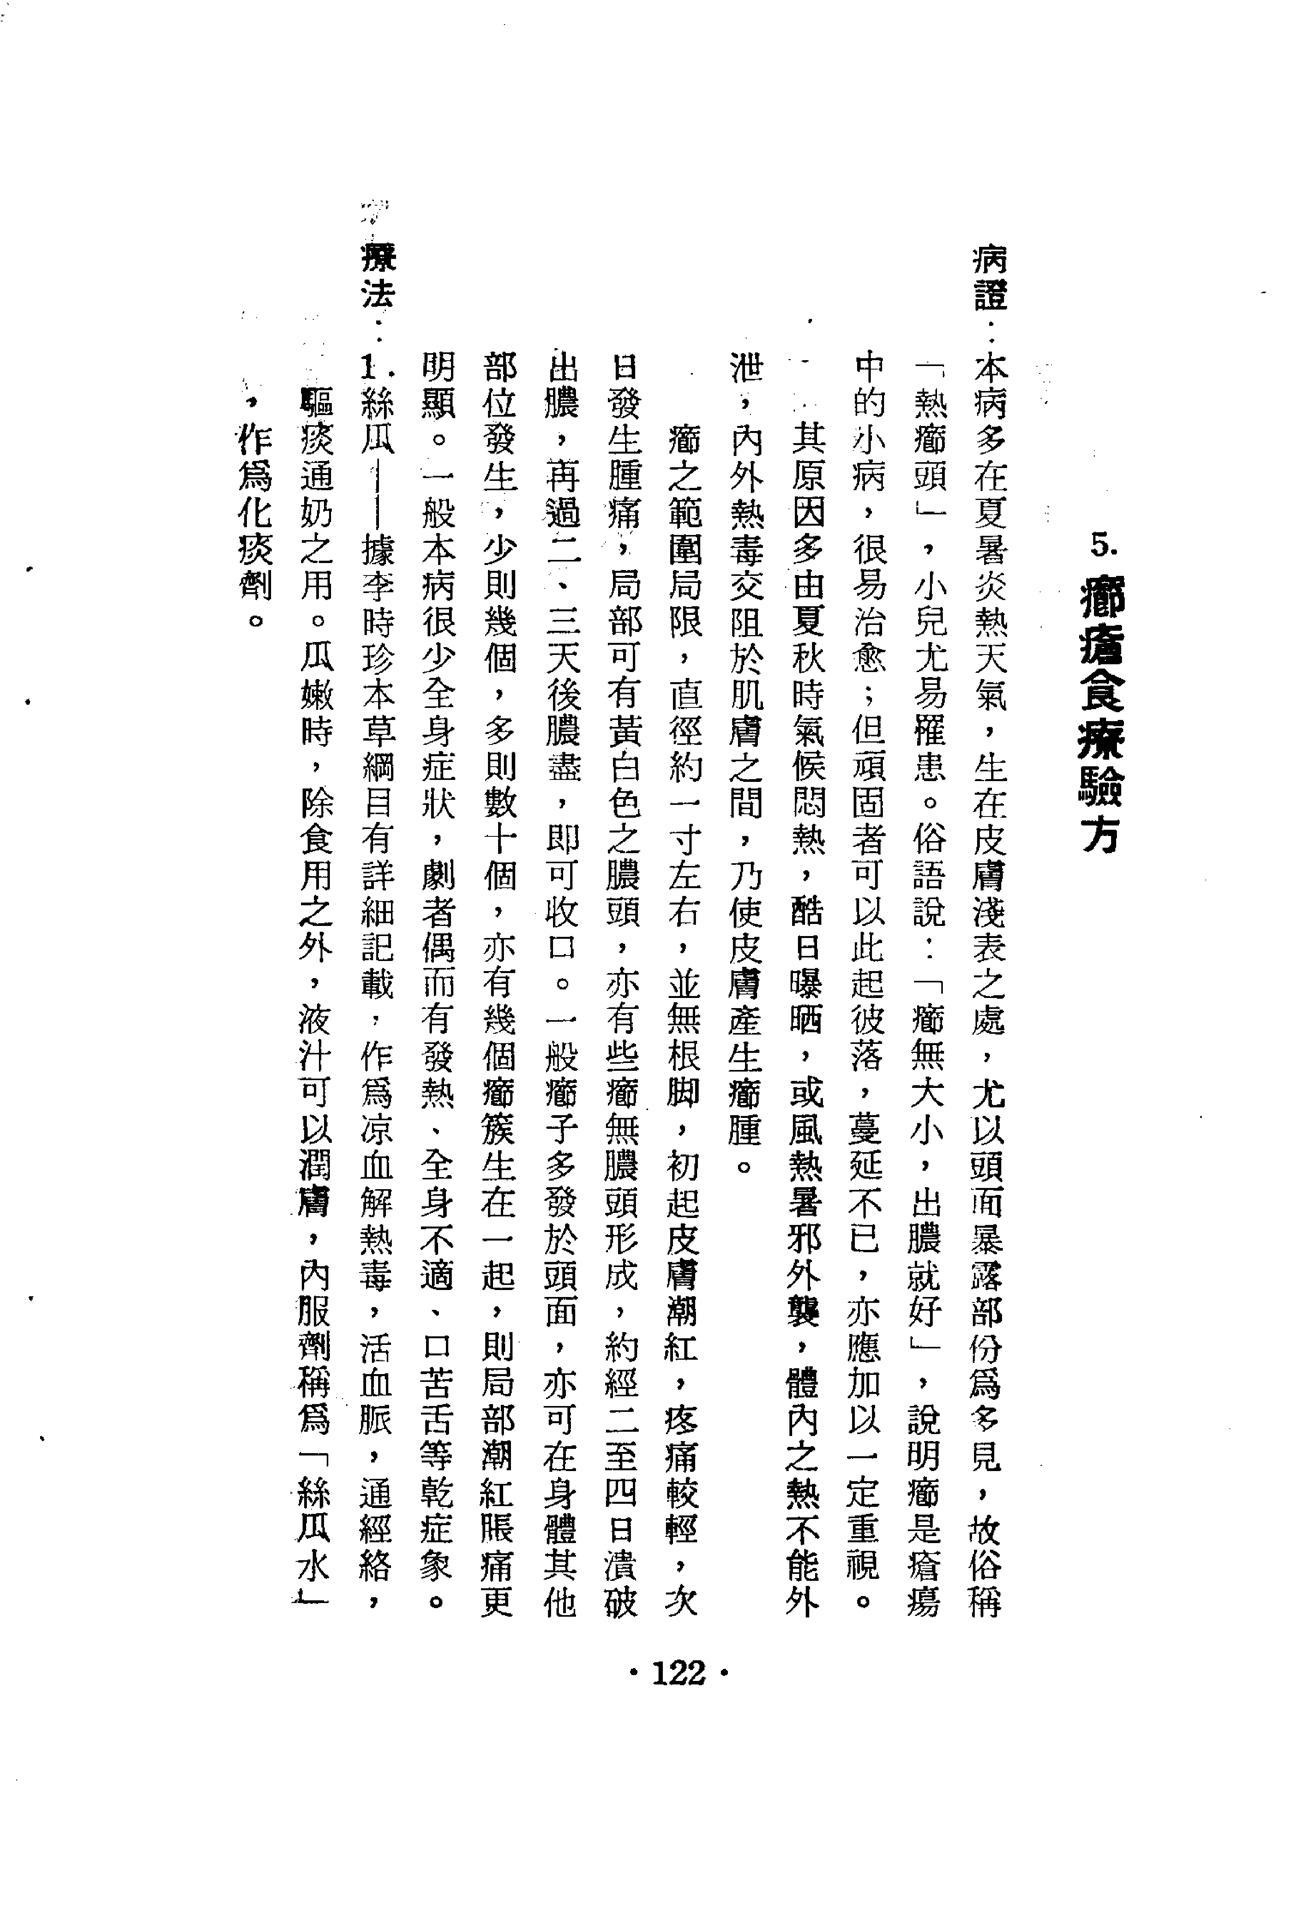 5.癤瘡食療驗方
病證：本病多在夏暑炎熱天氣，生在皮膚淺表之處，尤以頭面暴露部份爲多見，故俗稱
「熱癤頭」，小兒尤易罹患。俗語說：「癤無大小，出膿就好」，說明癤是瘡瘍
中的小病，很易治愈；但頑固者可以此起彼落，蔓延不已，亦應加以一定重視。
其原因多由夏秋時氣候悶熱，酷日曝晒，或風熱暑邪外襲，體內之熱不能外
泄，內外熱毒交阻於肌膚之間，乃使皮膚產生癤腫。
癤之範圍局限，直徑約一寸左右，並無根脚，初起皮膚潮紅，疼痛較輕，次
日發生腫痛，局部可有黃白色之膿頭，亦有些癤無膿頭形成，約經二至四日潰破
出膿，再過二、三天後膿盡，即可收口。一般癤子多發於頭面，亦可在身體其他
部位發生，少則幾個，多則數十個，亦有幾個癤簇生在一起，則局部潮紅脹痛更
明顯。一般本病很少全身症狀，劇者偶而有發熱、全身不適、口苦舌等乾症象。
療法：1.絲瓜——據李時珍本草綱目有詳細記載，作爲凉血解熱毒，活血脈，通經絡，
驅痰通奶之用。瓜嫩時，除食用之外，液汁可以潤膚，內服劑稱爲「絲瓜水」
，作爲化痰劑。
・122・